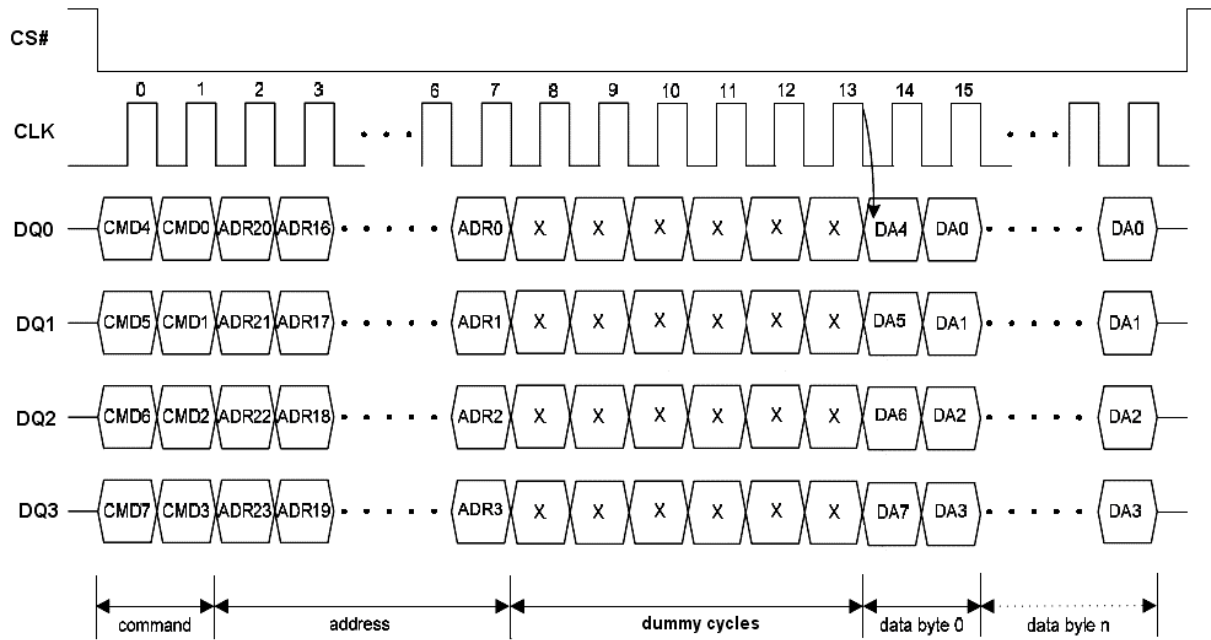 CS#
0 1 2 3 6 7 8 9 10 11 12 13 14 15
CLK
DQ0 CMD4 CMD0 ADR20 ADR16 ADR0 X X X X X X DA4 DA0 DA0
DQ1 CMD5 CMD1 ADR21 ADR17 ADR1 X X X X X X DA5 DA1 DA1
DQ2 CMD6 CMD2 ADR22 ADR18 ADR2 X X X X X X DA6 DA2 DA2
DQ3 CMD7 CMD3 ADR23 ADR19 ADR3 X X X X X X DA7 DA3 DA3
command address dummy cycles data byte 0 data byte n